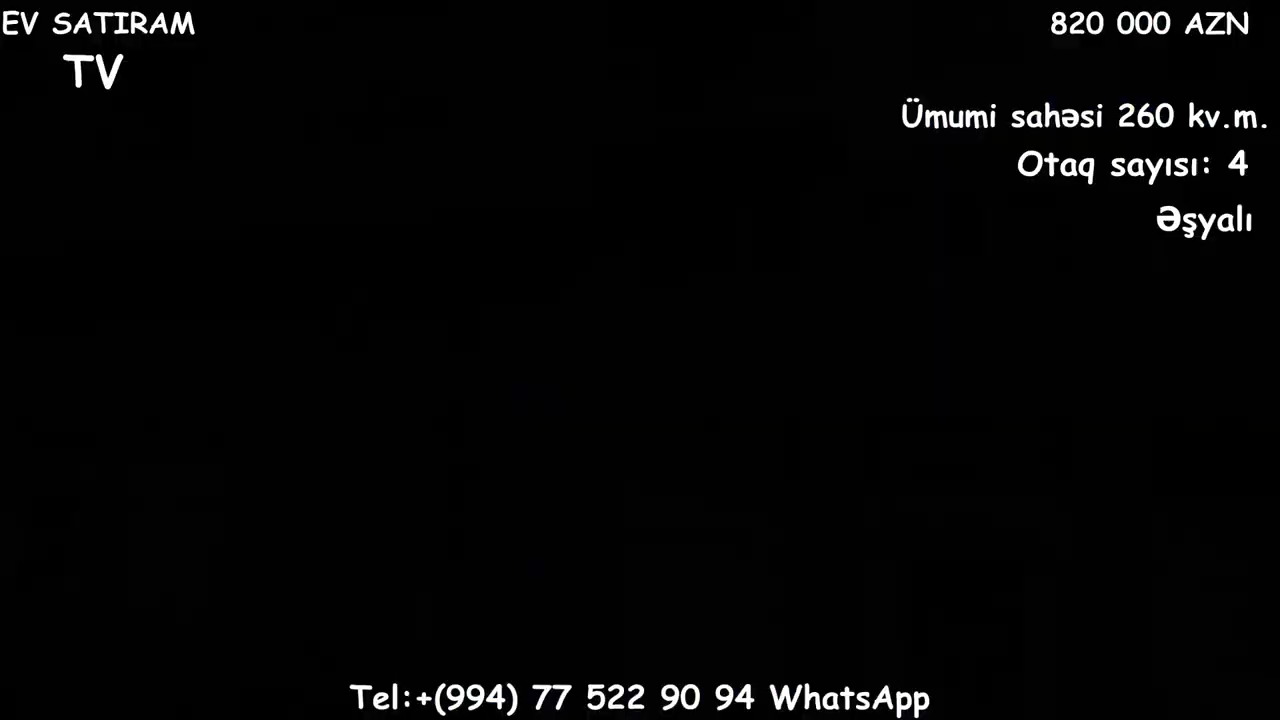 EV SATIRAM
TV
820 000 AZN
Ümumi sahəsi 260 kv.m.
Otaq sayısı: 4
Əşyalı
Tel:+(994) 77 522 90 94 WhatsApp